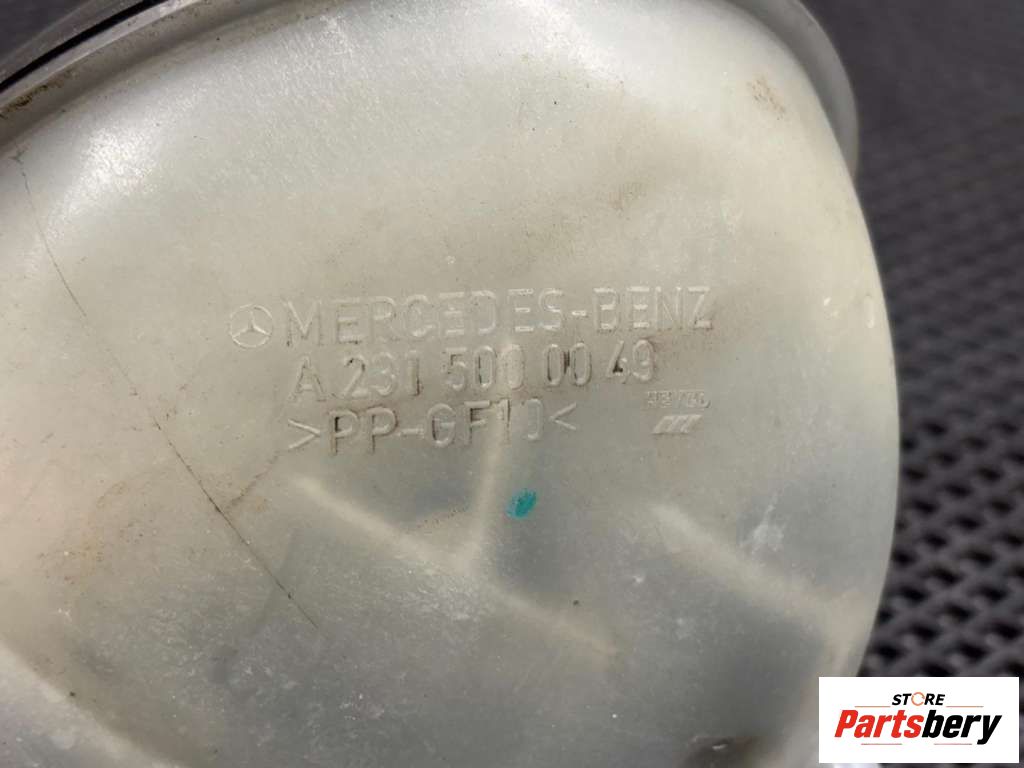 MERCEDES-BENZ
A 231 500 00 49
>PP-GF10<
STORE
Partsbery